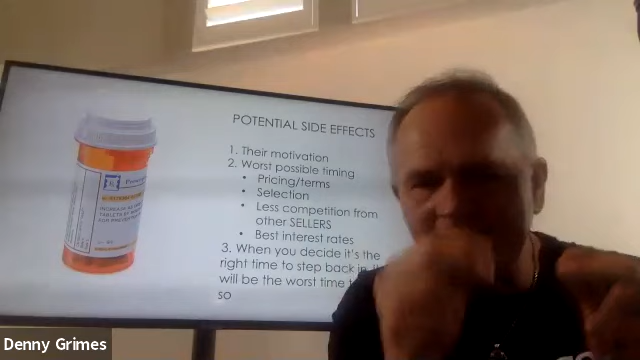 POTENTIAL SIDE EFFECTS
1. Their motivation
2. Worst possible timing
• Pricing/terms
• Selection
• Less competition from
other SELLERS
• Best interest rates
3. When you decide it's the
right time to step back in
will be the worst time
SO
Denny Grimes